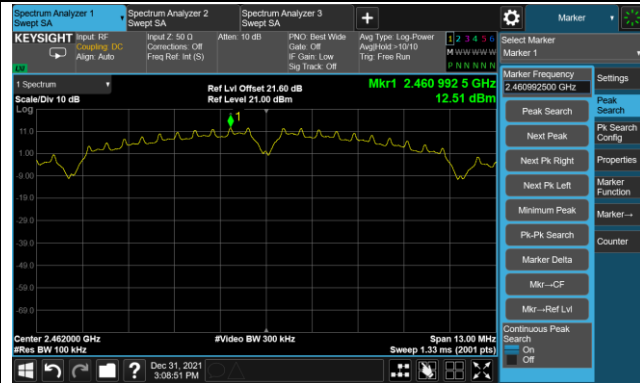 Spectrum Analyzer 1
Swept SA
Spectrum Analyzer 2
Swept SA
Spectrum Analyzer 3
Swept SA
+
Marker
KEYSIGHT
Input: RF
Coupling: DC
Align: Auto
Input Z: 50 Ω
Corrections: Off
Freq Ref: Int (S)
Atten: 10 dB
PNO: Best Wide
Gate: Off
IF Gain: Low
Sig Track: Off
Avg Type: Log-Power
Avg|Hold:>10/10
Trig: Free Run
1 2 3 4 5 6
M W W W W W
P N N N N N
Select Marker
Marker 1
1 Spectrum
Scale/Div 10 dB
Log
Ref Lvl Offset 21.60 dB
Ref Level 21.00 dBm
Mkr1 2.460 992 5 GHz
12.51 dBm
1
11.0
1.00
-9.00
-19.0
-29.0
-39.0
-49.0
-59.0
-69.0
Center 2.462000 GHz
#Res BW 100 kHz
#Video BW 300 kHz
Span 13.00 MHz
Sweep 1.33 ms (2001 pts)
Marker Frequency
2.460992500 GHz
Peak Search
Next Peak
Next Pk Right
Next Pk Left
Minimum Peak
Pk-Pk Search
Marker Delta
Mkr→CF
Mkr→Ref Lvl
Continuous Peak
Search
On
Off
Settings
Peak
Search
Pk Search
Config
Properties
Marker
Function
Marker→
Counter
?
Dec 31, 2021
3:08:51 PM